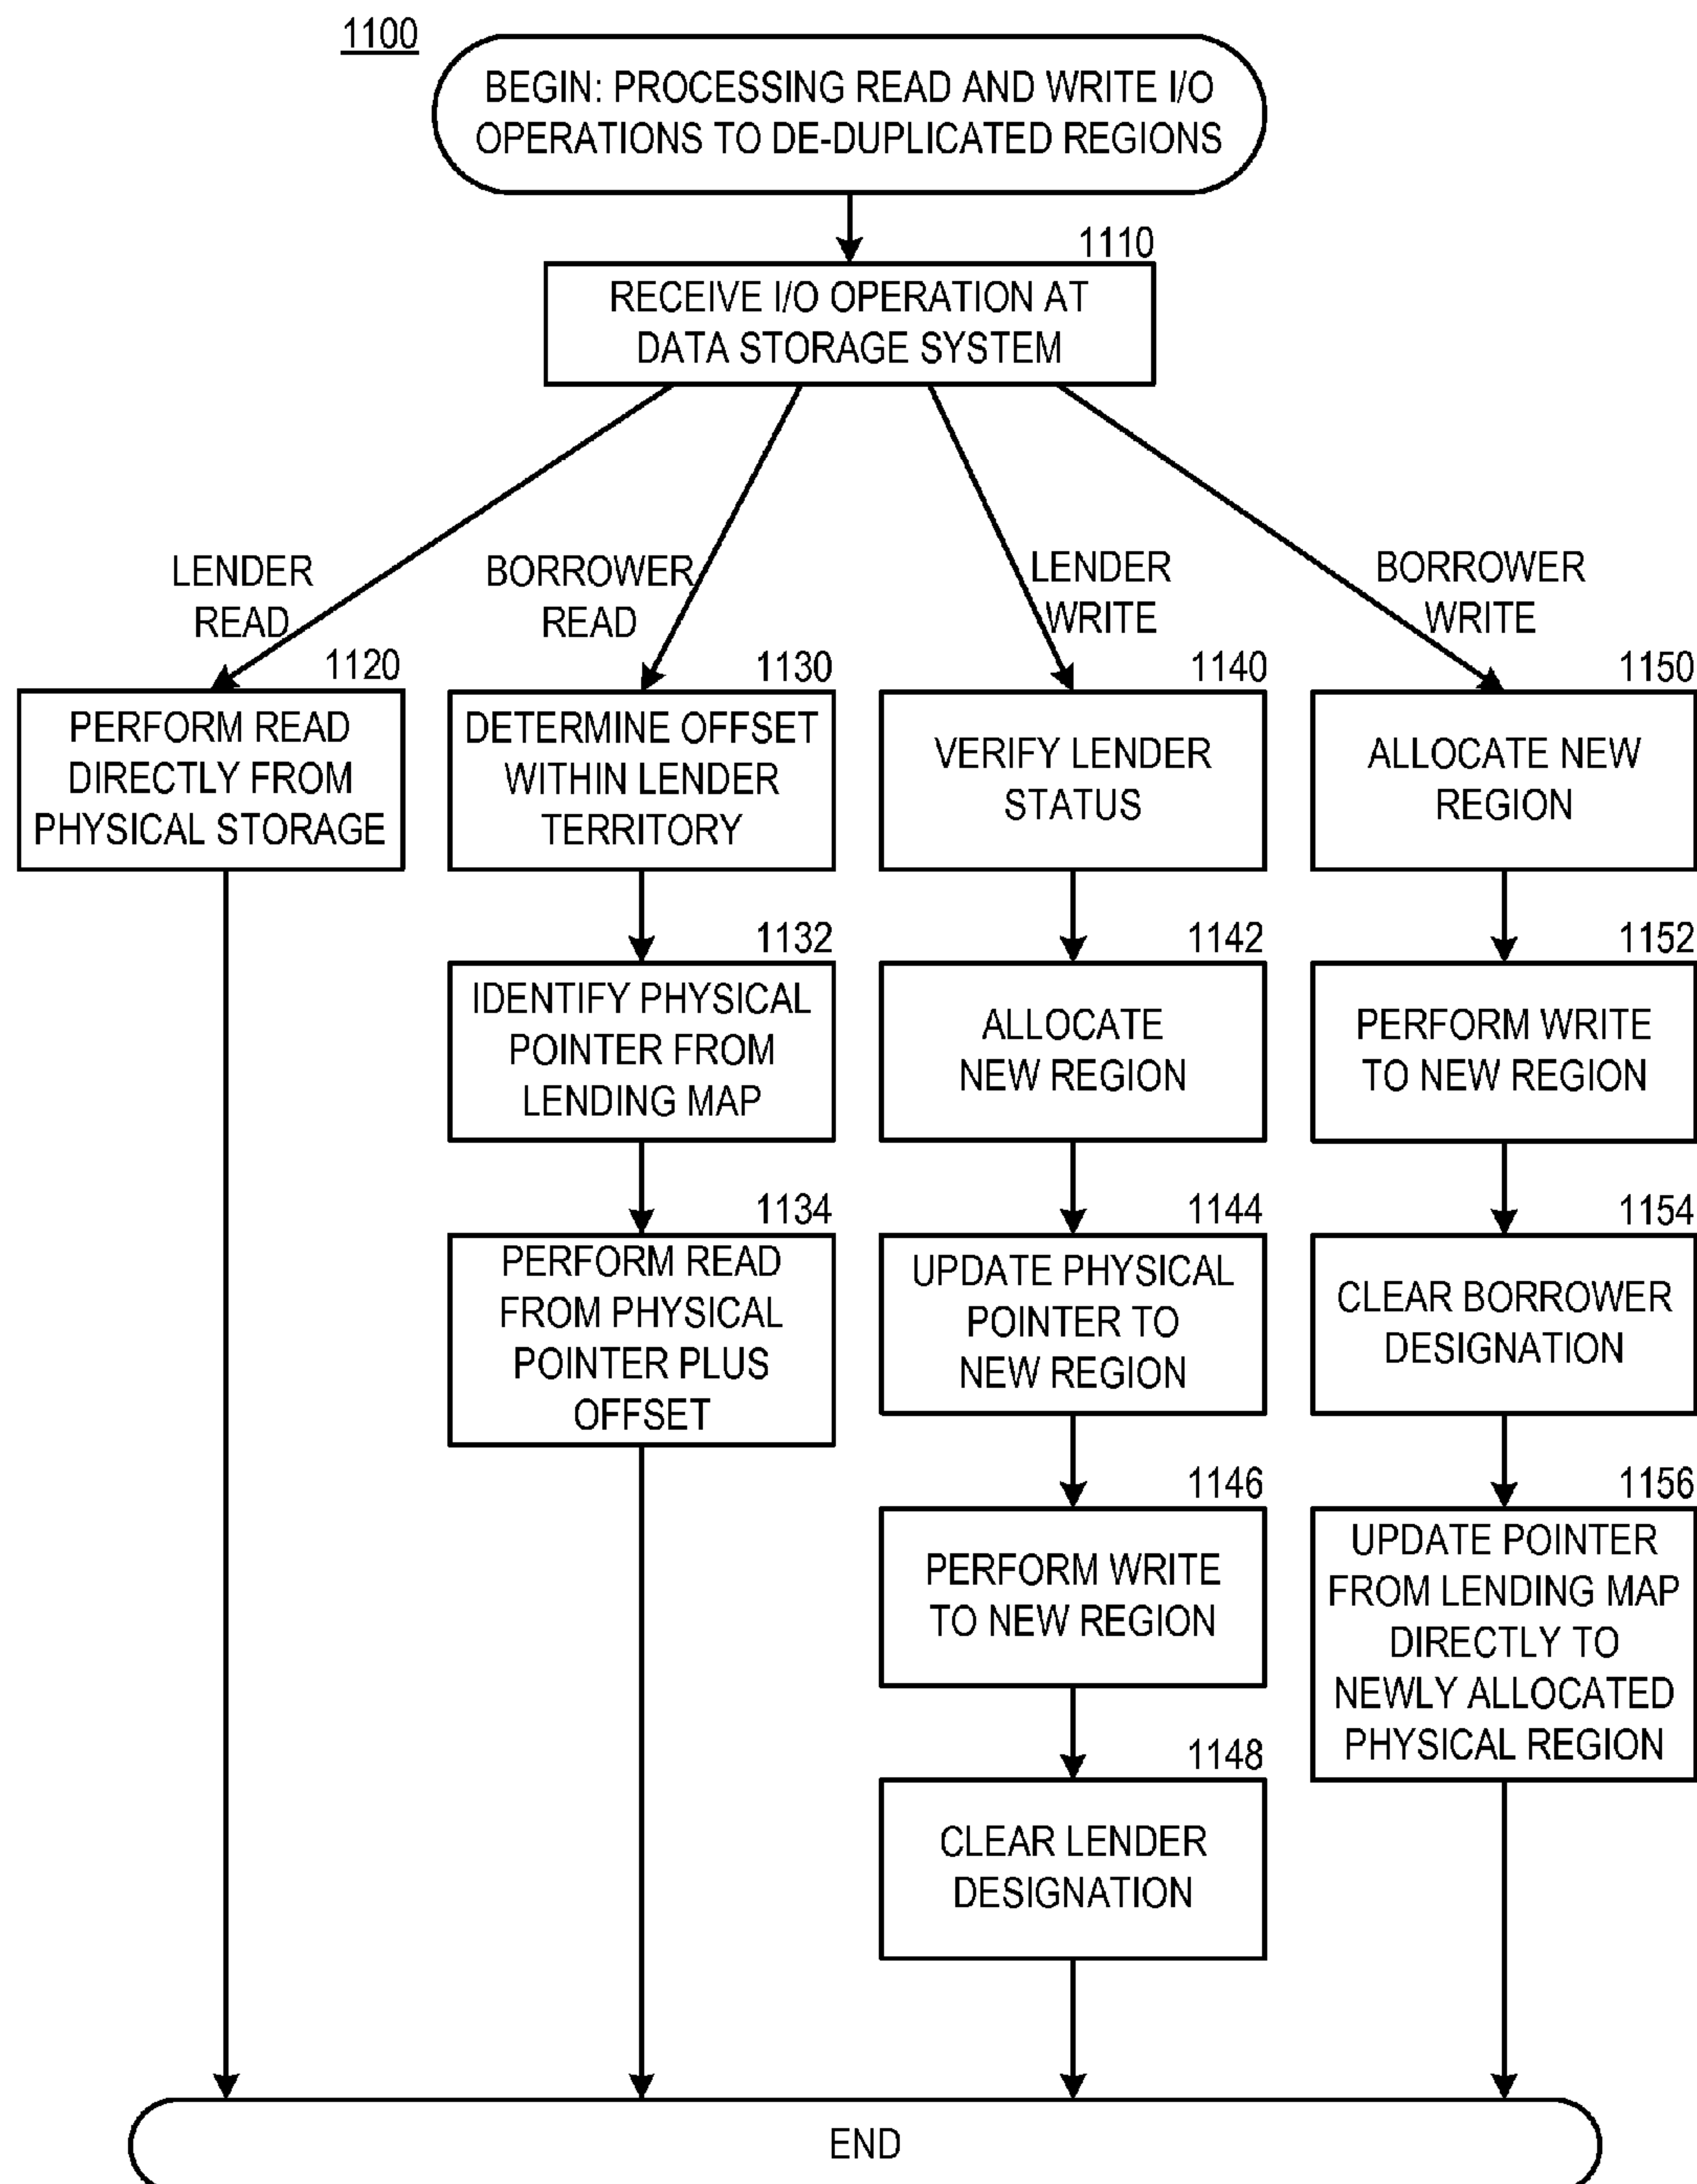 1100
BEGIN: PROCESSING READ AND WRITE I/O
OPERATIONS TO DE-DUPLICATED REGIONS
1110
RECEIVE I/O OPERATION AT
DATA STORAGE SYSTEM
LENDER
READ
BORROWER
READ
LENDER
WRITE
BORROWER
WRITE
1120
PERFORM READ
DIRECTLY FROM
PHYSICAL STORAGE
1130
DETERMINE OFFSET
WITHIN LENDER
TERRITORY
1132
IDENTIFY PHYSICAL
POINTER FROM
LENDING MAP
1134
PERFORM READ
FROM PHYSICAL
POINTER PLUS
OFFSET
1140
VERIFY LENDER
STATUS
1142
ALLOCATE
NEW REGION
1144
UPDATE PHYSICAL
POINTER TO
NEW REGION
1146
PERFORM WRITE
TO NEW REGION
1148
CLEAR LENDER
DESIGNATION
1150
ALLOCATE NEW
REGION
1152
PERFORM WRITE
TO NEW REGION
1154
CLEAR BORROWER
DESIGNATION
1156
UPDATE POINTER
FROM LENDING MAP
DIRECTLY TO
NEWLY ALLOCATED
PHYSICAL REGION
END